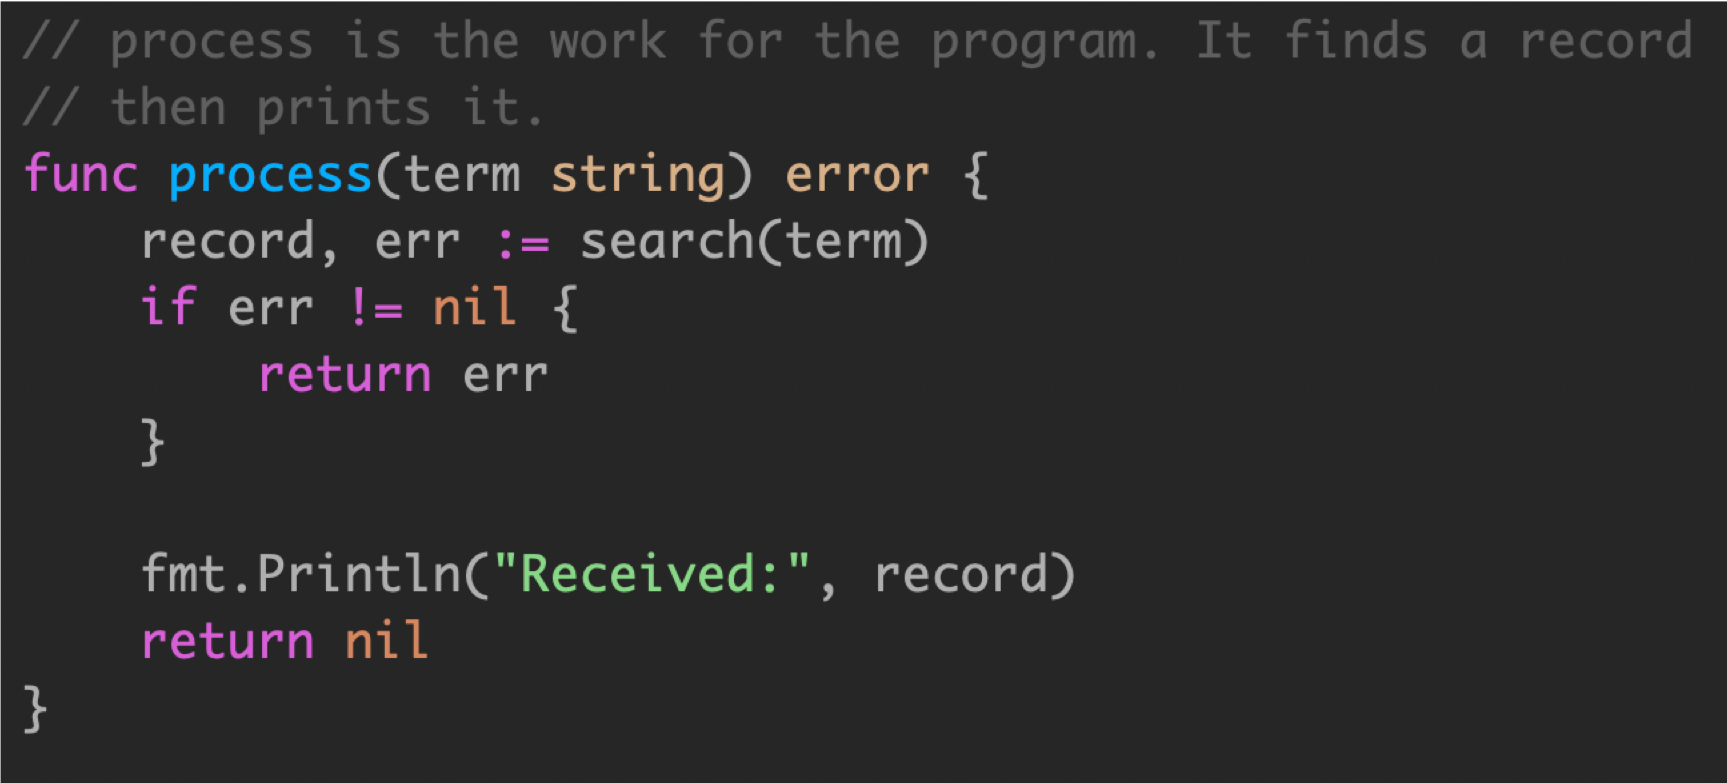 // process is the work for the program. It finds a record
// then prints it.
func process(term string) error {
    record, err := search(term)
    if err != nil {
        return err
    }

    fmt.Println("Received:", record)
    return nil
}